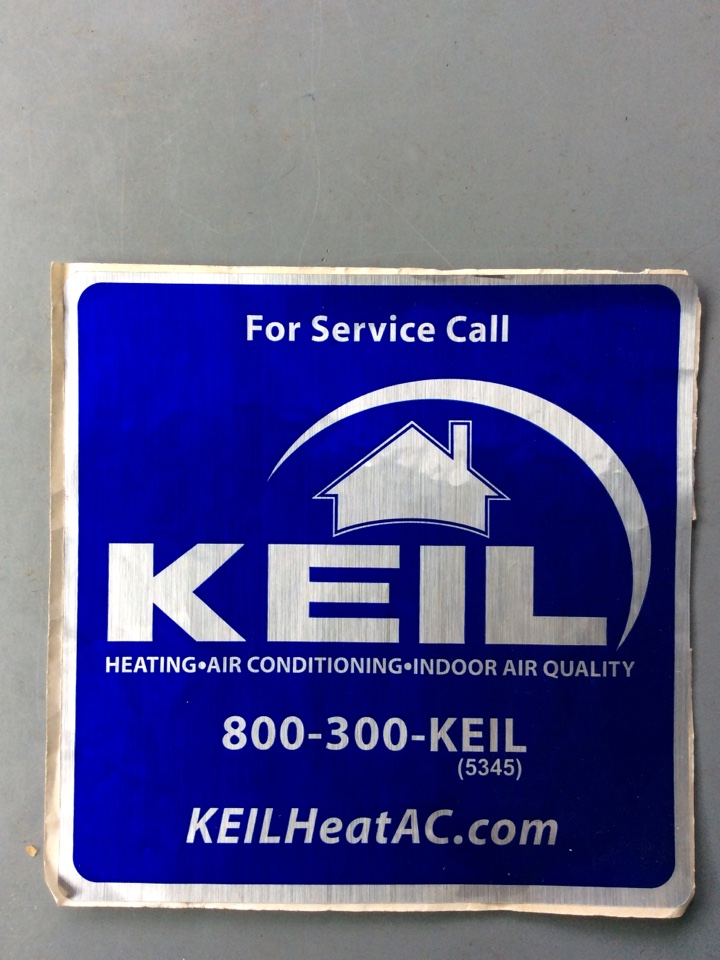 For Service Call
KEIL
HEATING•AIR CONDITIONING•INDOOR AIR QUALITY
800-300-KEIL
(5345)
KEILHeatAC.com